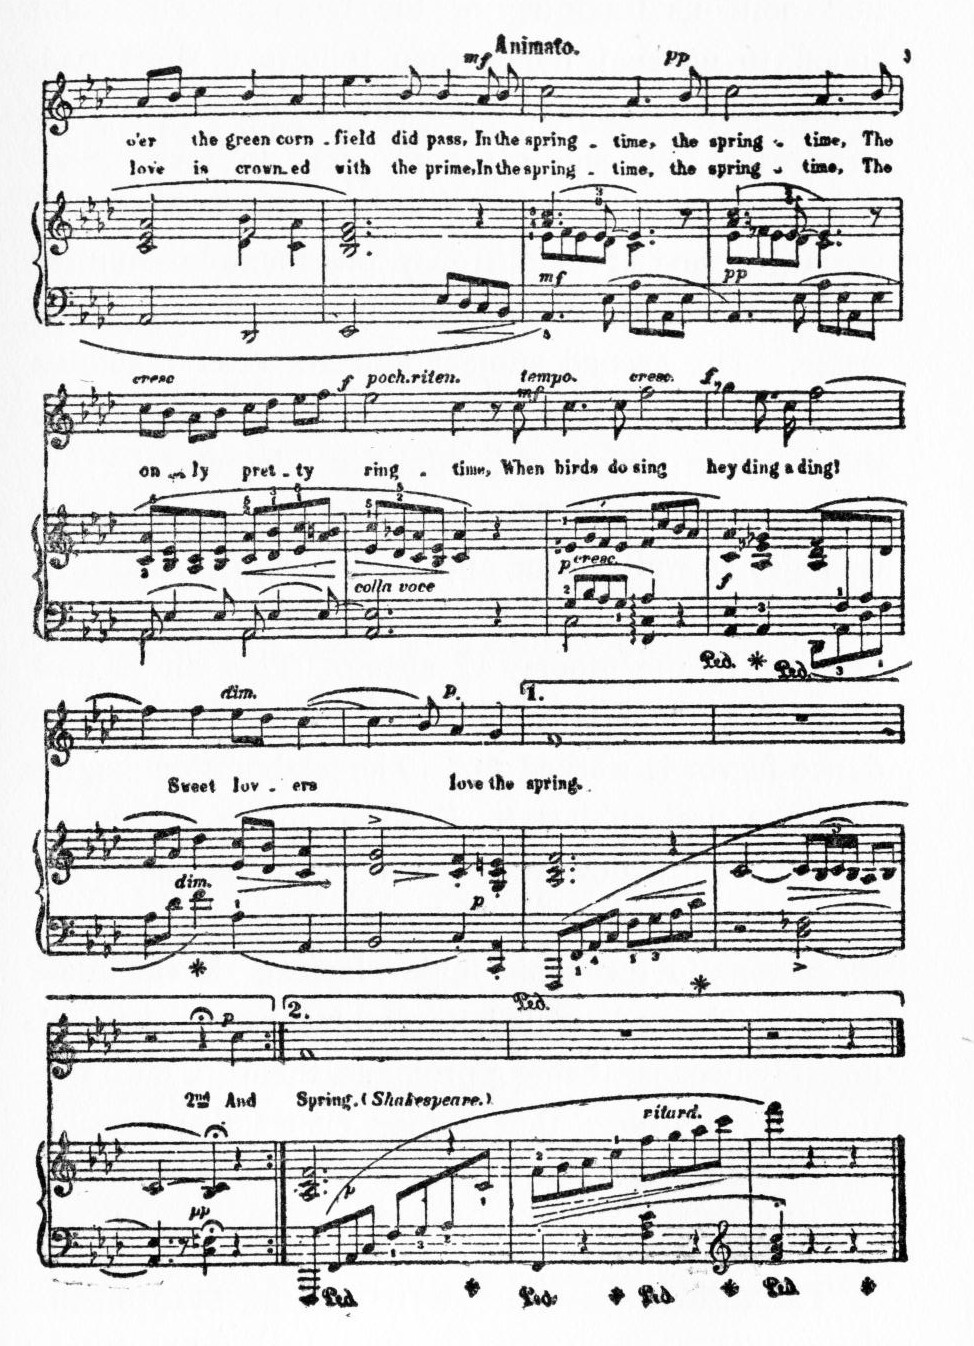 Animato.
3
mf pp
o'er the green corn - field did pass, In the spring - time, the spring - time, The
love is crown-ed with the prime, In the spring - time, the spring - time, The
mf pp
cresc f poch. riten. tempo. mf cresc. f
on - ly pret - ty ring - time, When birds do sing hey ding a ding!
colla voce p cresc. f
Ped. * Ped.
dim. p. 1.
Sweet lov - ers love the spring.
dim. p
* *
Ped.
p 2.
2nd And Spring. (Shakespeare.)
ritard.
p
pp
Ped * Ped. * Ped * Ped *